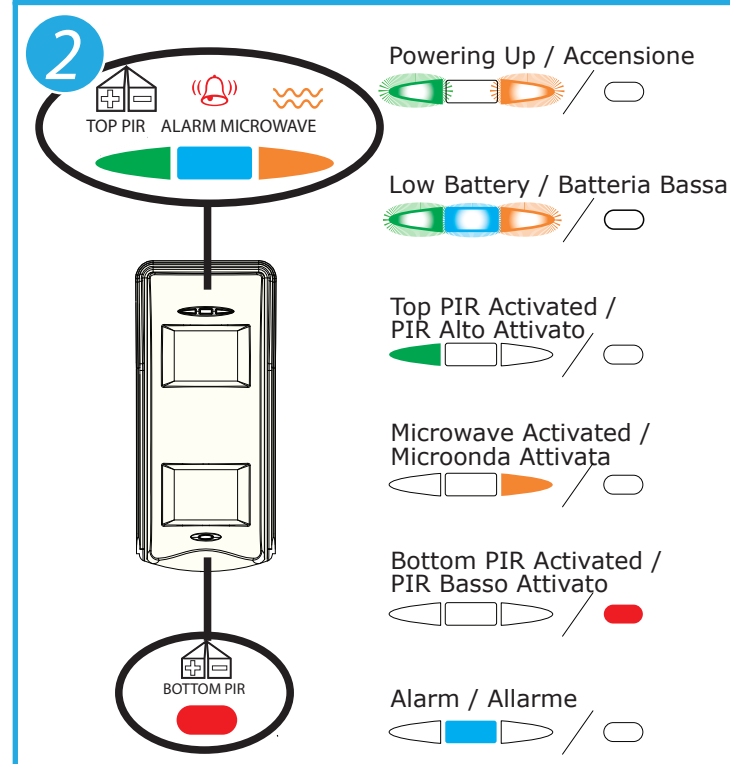 2
TOP PIR ALARM MICROWAVE
Powering Up / Accensione
/
Low Battery / Batteria Bassa
/
Top PIR Activated /
PIR Alto Attivato
/
Microwave Activated /
Microonda Attivata
/
Bottom PIR Activated /
PIR Basso Attivato
/
BOTTOM PIR
Alarm / Allarme
/